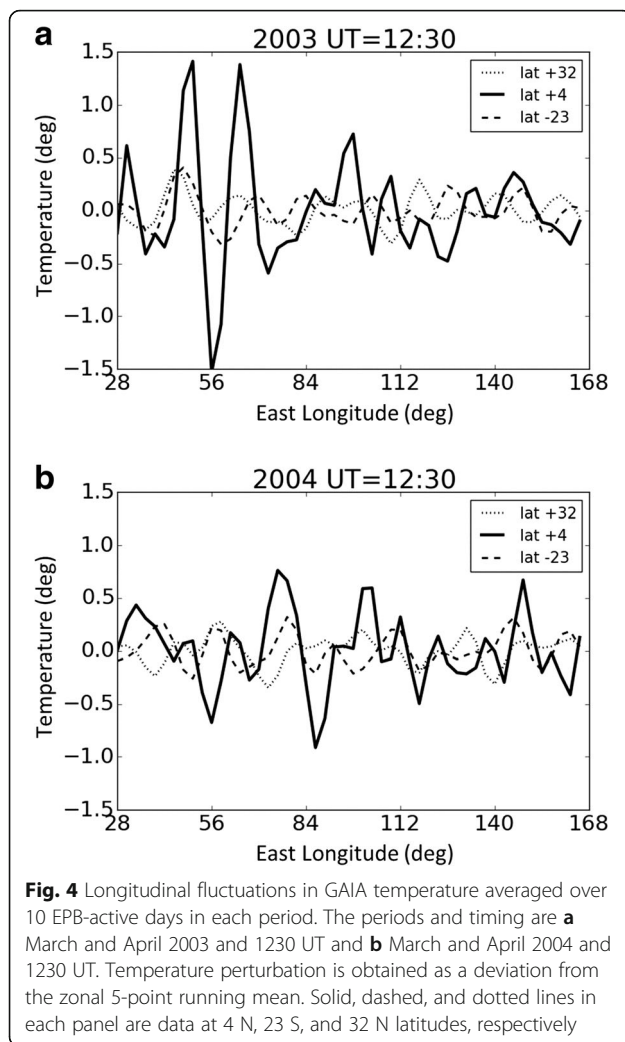 a
2003 UT=12:30
1.5
1.0
0.5
0.0
−0.5
−1.0
−1.5
Temperature (deg)
lat +32
lat +4
lat -23
28 56 84 112 140 168
East Longitude (deg)
b
2004 UT=12:30
1.5
1.0
0.5
0.0
−0.5
−1.0
−1.5
Temperature (deg)
lat +32
lat +4
lat -23
28 56 84 112 140 168
East Longitude (deg)
Fig. 4 Longitudinal fluctuations in GAIA temperature averaged over
10 EPB-active days in each period. The periods and timing are a
March and April 2003 and 1230 UT and b March and April 2004 and
1230 UT. Temperature perturbation is obtained as a deviation from
the zonal 5-point running mean. Solid, dashed, and dotted lines in
each panel are data at 4 N, 23 S, and 32 N latitudes, respectively